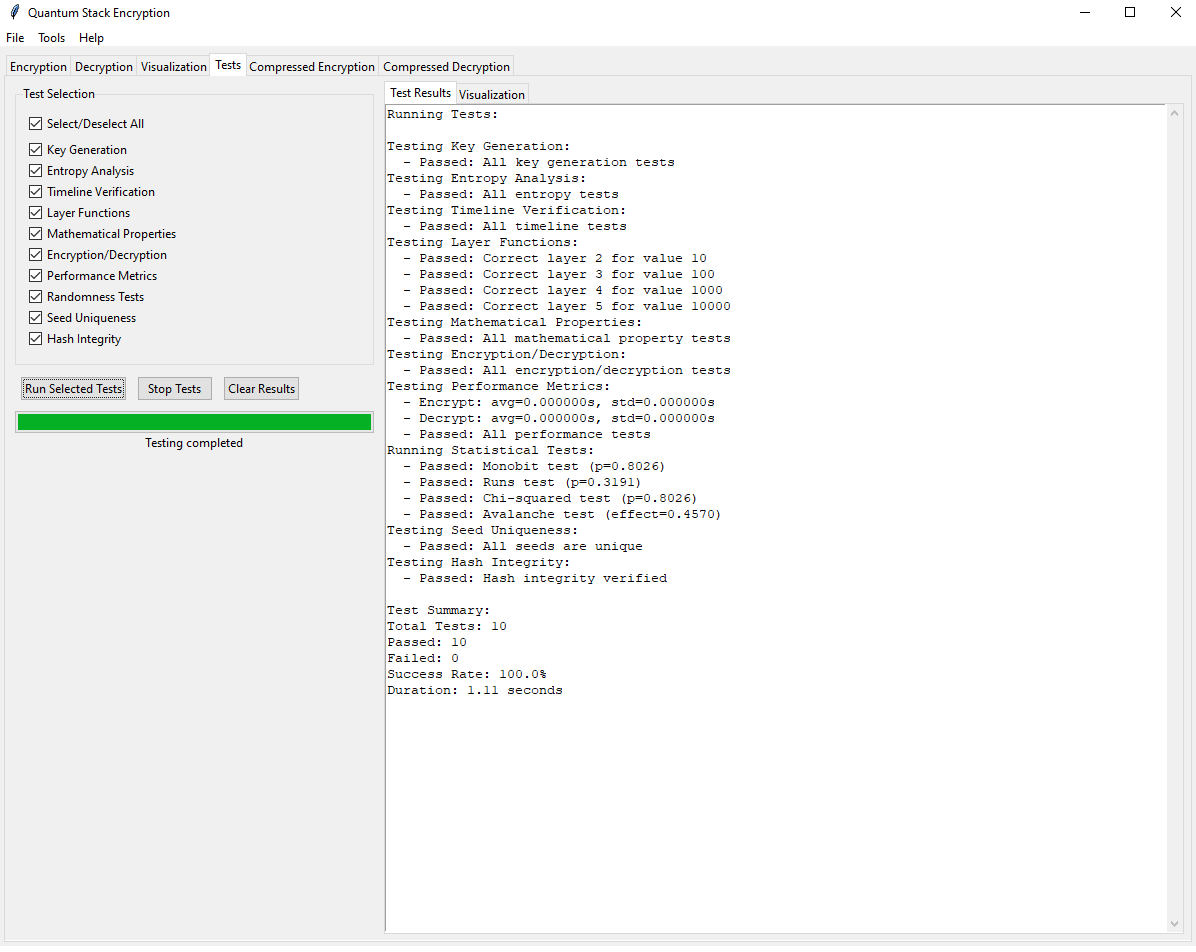 Quantum Stack Encryption
File Tools Help
Encryption Decryption Visualization Tests Compressed Encryption Compressed Decryption
Test Selection
Select/Deselect All
Key Generation
Entropy Analysis
Timeline Verification
Layer Functions
Mathematical Properties
Encryption/Decryption
Performance Metrics
Randomness Tests
Seed Uniqueness
Hash Integrity
Run Selected Tests Stop Tests Clear Results
Testing completed
Test Results Visualization
Running Tests:
Testing Key Generation:
- Passed: All key generation tests
Testing Entropy Analysis:
- Passed: All entropy tests
Testing Timeline Verification:
- Passed: All timeline tests
Testing Layer Functions:
- Passed: Correct layer 2 for value 10
- Passed: Correct layer 3 for value 100
- Passed: Correct layer 4 for value 1000
- Passed: Correct layer 5 for value 10000
Testing Mathematical Properties:
- Passed: All mathematical property tests
Testing Encryption/Decryption:
- Passed: All encryption/decryption tests
Testing Performance Metrics:
- Encrypt: avg=0.000000s, std=0.000000s
- Decrypt: avg=0.000000s, std=0.000000s
- Passed: All performance tests
Running Statistical Tests:
- Passed: Monobit test (p=0.8026)
- Passed: Runs test (p=0.3191)
- Passed: Chi-squared test (p=0.8026)
- Passed: Avalanche test (effect=0.4570)
Testing Seed Uniqueness:
- Passed: All seeds are unique
Testing Hash Integrity:
- Passed: Hash integrity verified
Test Summary:
Total Tests: 10
Passed: 10
Failed: 0
Success Rate: 100.0%
Duration: 1.11 seconds